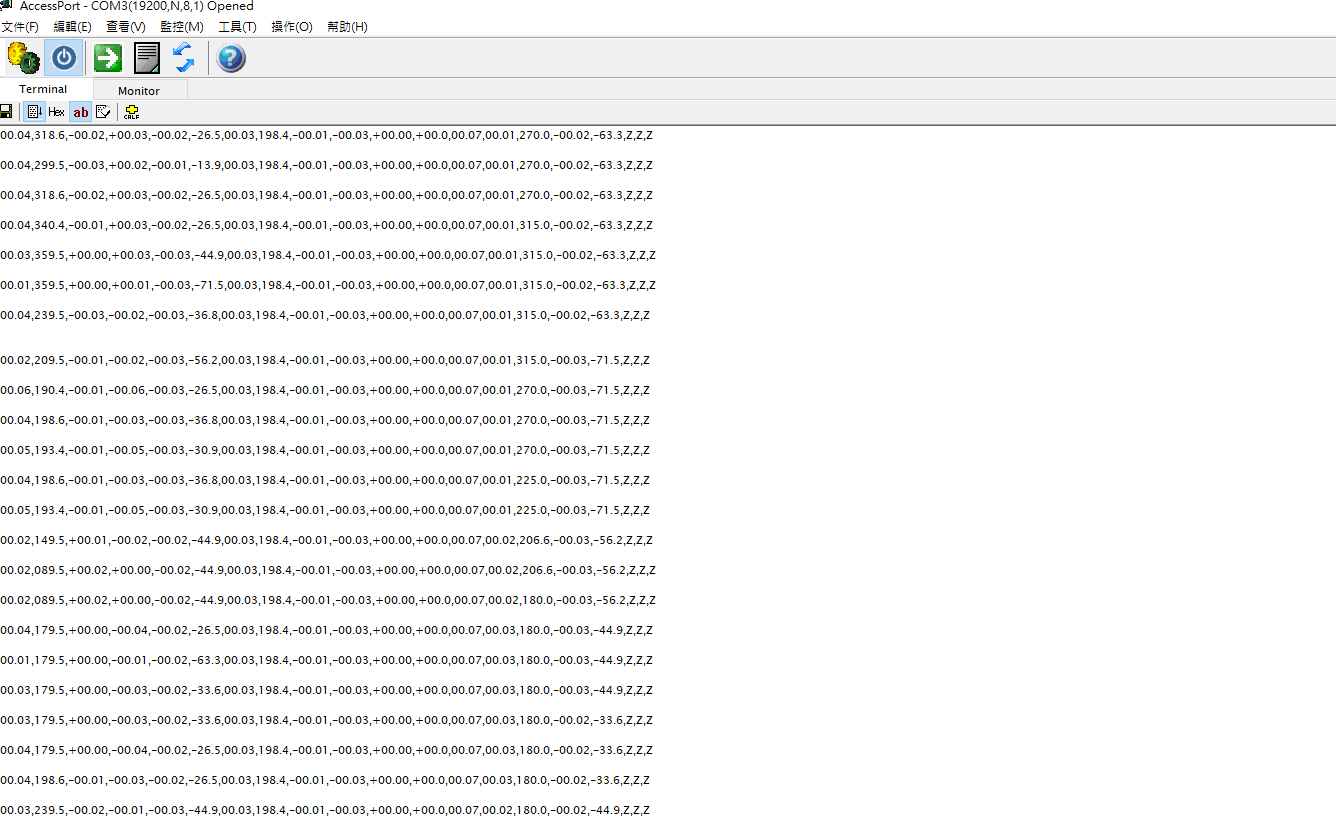 AccessPort - COM3(19200,N,8,1) Opened
文件(F) 編輯(E) 查看(V) 監控(M) 工具(T) 操作(O) 幫助(H)
Terminal Monitor
Hex ab
00.04,318.6,-00.02,+00.03,-00.02,-26.5,00.03,198.4,-00.01,-00.03,+00.00,+00.0,00.07,00.01,270.0,-00.02,-63.3,Z,Z,Z
00.04,299.5,-00.03,+00.02,-00.01,-13.9,00.03,198.4,-00.01,-00.03,+00.00,+00.0,00.07,00.01,270.0,-00.02,-63.3,Z,Z,Z
00.04,318.6,-00.02,+00.03,-00.02,-26.5,00.03,198.4,-00.01,-00.03,+00.00,+00.0,00.07,00.01,270.0,-00.02,-63.3,Z,Z,Z
00.04,340.4,-00.01,+00.03,-00.02,-26.5,00.03,198.4,-00.01,-00.03,+00.00,+00.0,00.07,00.01,315.0,-00.02,-63.3,Z,Z,Z
00.03,359.5,+00.00,+00.03,-00.03,-44.9,00.03,198.4,-00.01,-00.03,+00.00,+00.0,00.07,00.01,315.0,-00.02,-63.3,Z,Z,Z
00.01,359.5,+00.00,+00.01,-00.03,-71.5,00.03,198.4,-00.01,-00.03,+00.00,+00.0,00.07,00.01,315.0,-00.02,-63.3,Z,Z,Z
00.04,239.5,-00.03,-00.02,-00.03,-36.8,00.03,198.4,-00.01,-00.03,+00.00,+00.0,00.07,00.01,315.0,-00.02,-63.3,Z,Z,Z
00.02,209.5,-00.01,-00.02,-00.03,-56.2,00.03,198.4,-00.01,-00.03,+00.00,+00.0,00.07,00.01,315.0,-00.03,-71.5,Z,Z,Z
00.06,190.4,-00.01,-00.06,-00.03,-26.5,00.03,198.4,-00.01,-00.03,+00.00,+00.0,00.07,00.01,270.0,-00.03,-71.5,Z,Z,Z
00.04,198.6,-00.01,-00.03,-00.03,-36.8,00.03,198.4,-00.01,-00.03,+00.00,+00.0,00.07,00.01,270.0,-00.03,-71.5,Z,Z,Z
00.05,193.4,-00.01,-00.05,-00.03,-30.9,00.03,198.4,-00.01,-00.03,+00.00,+00.0,00.07,00.01,270.0,-00.03,-71.5,Z,Z,Z
00.04,198.6,-00.01,-00.03,-00.03,-36.8,00.03,198.4,-00.01,-00.03,+00.00,+00.0,00.07,00.01,225.0,-00.03,-71.5,Z,Z,Z
00.05,193.4,-00.01,-00.05,-00.03,-30.9,00.03,198.4,-00.01,-00.03,+00.00,+00.0,00.07,00.01,225.0,-00.03,-71.5,Z,Z,Z
00.02,149.5,+00.01,-00.02,-00.02,-44.9,00.03,198.4,-00.01,-00.03,+00.00,+00.0,00.07,00.02,206.6,-00.03,-56.2,Z,Z,Z
00.02,089.5,+00.02,+00.00,-00.02,-44.9,00.03,198.4,-00.01,-00.03,+00.00,+00.0,00.07,00.02,206.6,-00.03,-56.2,Z,Z,Z
00.02,089.5,+00.02,+00.00,-00.02,-44.9,00.03,198.4,-00.01,-00.03,+00.00,+00.0,00.07,00.02,180.0,-00.03,-56.2,Z,Z,Z
00.04,179.5,+00.00,-00.04,-00.02,-26.5,00.03,198.4,-00.01,-00.03,+00.00,+00.0,00.07,00.03,180.0,-00.03,-44.9,Z,Z,Z
00.01,179.5,+00.00,-00.01,-00.02,-63.3,00.03,198.4,-00.01,-00.03,+00.00,+00.0,00.07,00.03,180.0,-00.03,-44.9,Z,Z,Z
00.03,179.5,+00.00,-00.03,-00.02,-33.6,00.03,198.4,-00.01,-00.03,+00.00,+00.0,00.07,00.03,180.0,-00.03,-44.9,Z,Z,Z
00.03,179.5,+00.00,-00.03,-00.02,-33.6,00.03,198.4,-00.01,-00.03,+00.00,+00.0,00.07,00.03,180.0,-00.02,-33.6,Z,Z,Z
00.04,179.5,+00.00,-00.04,-00.02,-26.5,00.03,198.4,-00.01,-00.03,+00.00,+00.0,00.07,00.03,180.0,-00.02,-33.6,Z,Z,Z
00.04,198.6,-00.01,-00.03,-00.02,-26.5,00.03,198.4,-00.01,-00.03,+00.00,+00.0,00.07,00.03,180.0,-00.02,-33.6,Z,Z,Z
00.03,239.5,-00.02,-00.01,-00.03,-44.9,00.03,198.4,-00.01,-00.03,+00.00,+00.0,00.07,00.02,180.0,-00.02,-44.9,Z,Z,Z